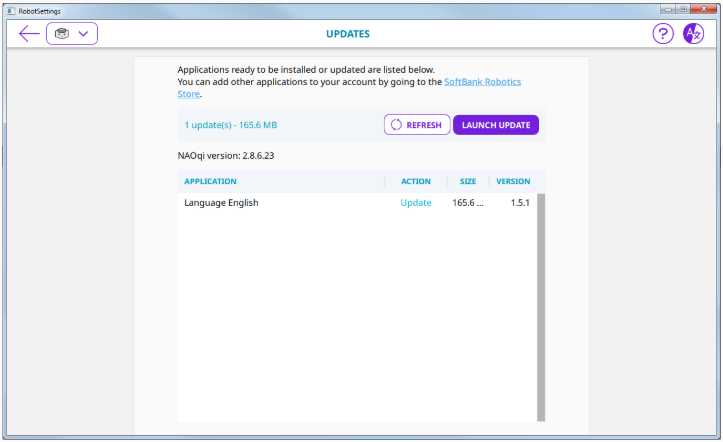 RobotSettings
UPDATES
?
Applications ready to be installed or updated are listed below.
You can add other applications to your account by going to the SoftBank Robotics
Store.
1 update(s) - 165.6 MB
REFRESH
LAUNCH UPDATE
NAOqi version: 2.8.6.23
APPLICATION ACTION SIZE VERSION
Language English Update 165.6 ... 1.5.1